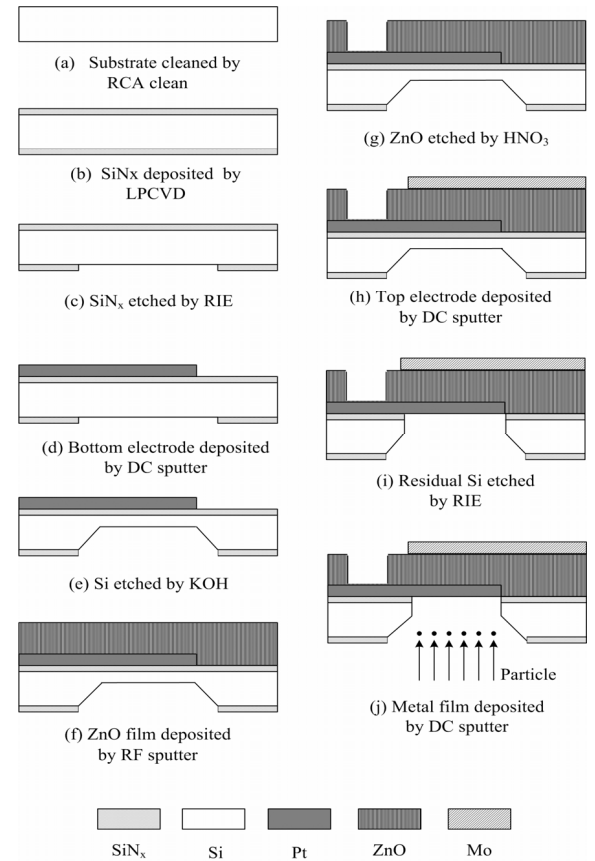 (a) Substrate cleaned by
RCA clean
(b) SiNx deposited by
LPCVD
(c) SiNₓ etched by RIE
(d) Bottom electrode deposited
by DC sputter
(e) Si etched by KOH
(f) ZnO film deposited
by RF sputter
(g) ZnO etched by HNO₃
(h) Top electrode deposited
by DC sputter
(i) Residual Si etched
by RIE
Particle
(j) Metal film deposited
by DC sputter
SiNₓ
Si
Pt
ZnO
Mo